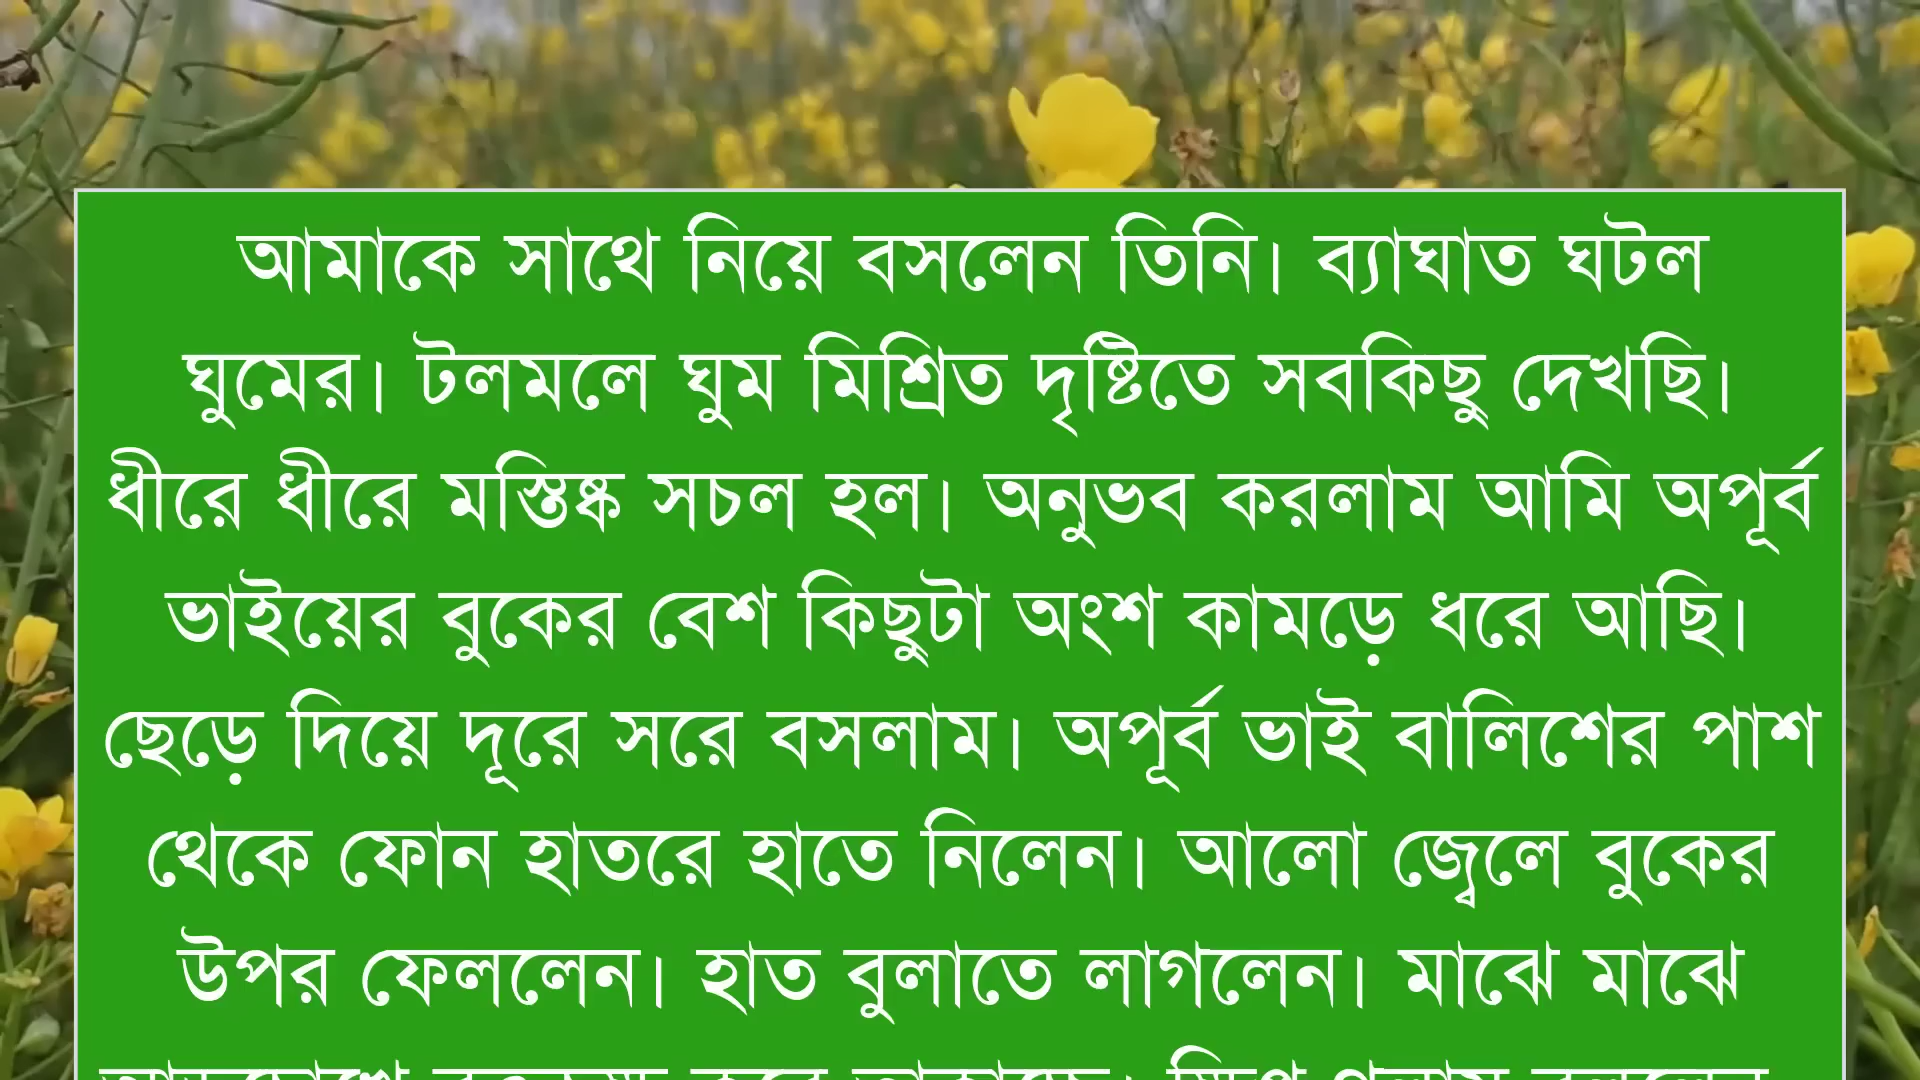 আমাকে সাথে নিয়ে বসলেন তিনি। ব্যাঘাত ঘটল
ঘুমের। টলমলে ঘুম মিশ্রিত দৃষ্টিতে সবকিছু দেখছি।
ধীরে ধীরে মস্তিষ্ক সচল হল। অনুভব করলাম আমি অপূর্ব
ভাইয়ের বুকের বেশ কিছুটা অংশ কামড়ে ধরে আছি।
ছেড়ে দিয়ে দূরে সরে বসলাম। অপূর্ব ভাই বালিশের পাশ
থেকে ফোন হাতরে হাতে নিলেন। আলো জ্বেলে বুকের
উপর ফেললেন। হাত বুলাতে লাগলেন। মাঝে মাঝে